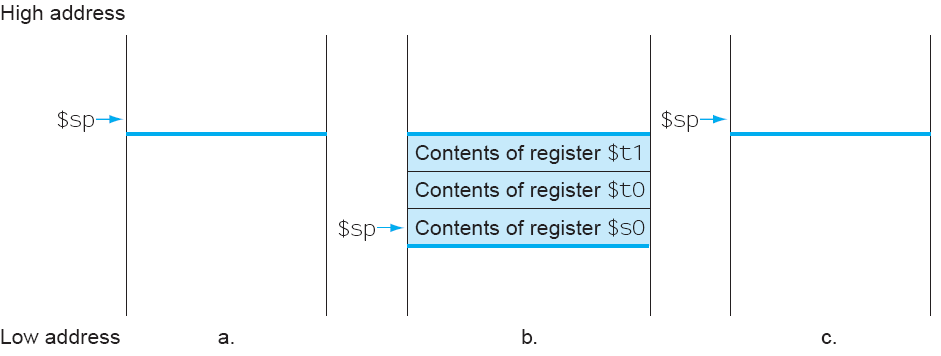 High address
$sp
$sp
Contents of register $t1
Contents of register $t0
$sp
Contents of register $s0
Low address
a.
b.
c.